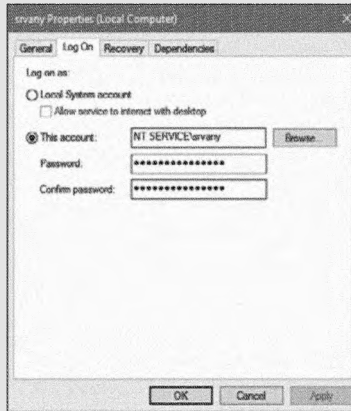 srvany Properties (Local Computer)
General Log On Recovery Dependencies
Log on as:
Local System account
Allow service to interact with desktop
This account: NT SERVICE\srvany Browse...
Password: •••••••••••••••
Confirm password: •••••••••••••••
OK Cancel Apply